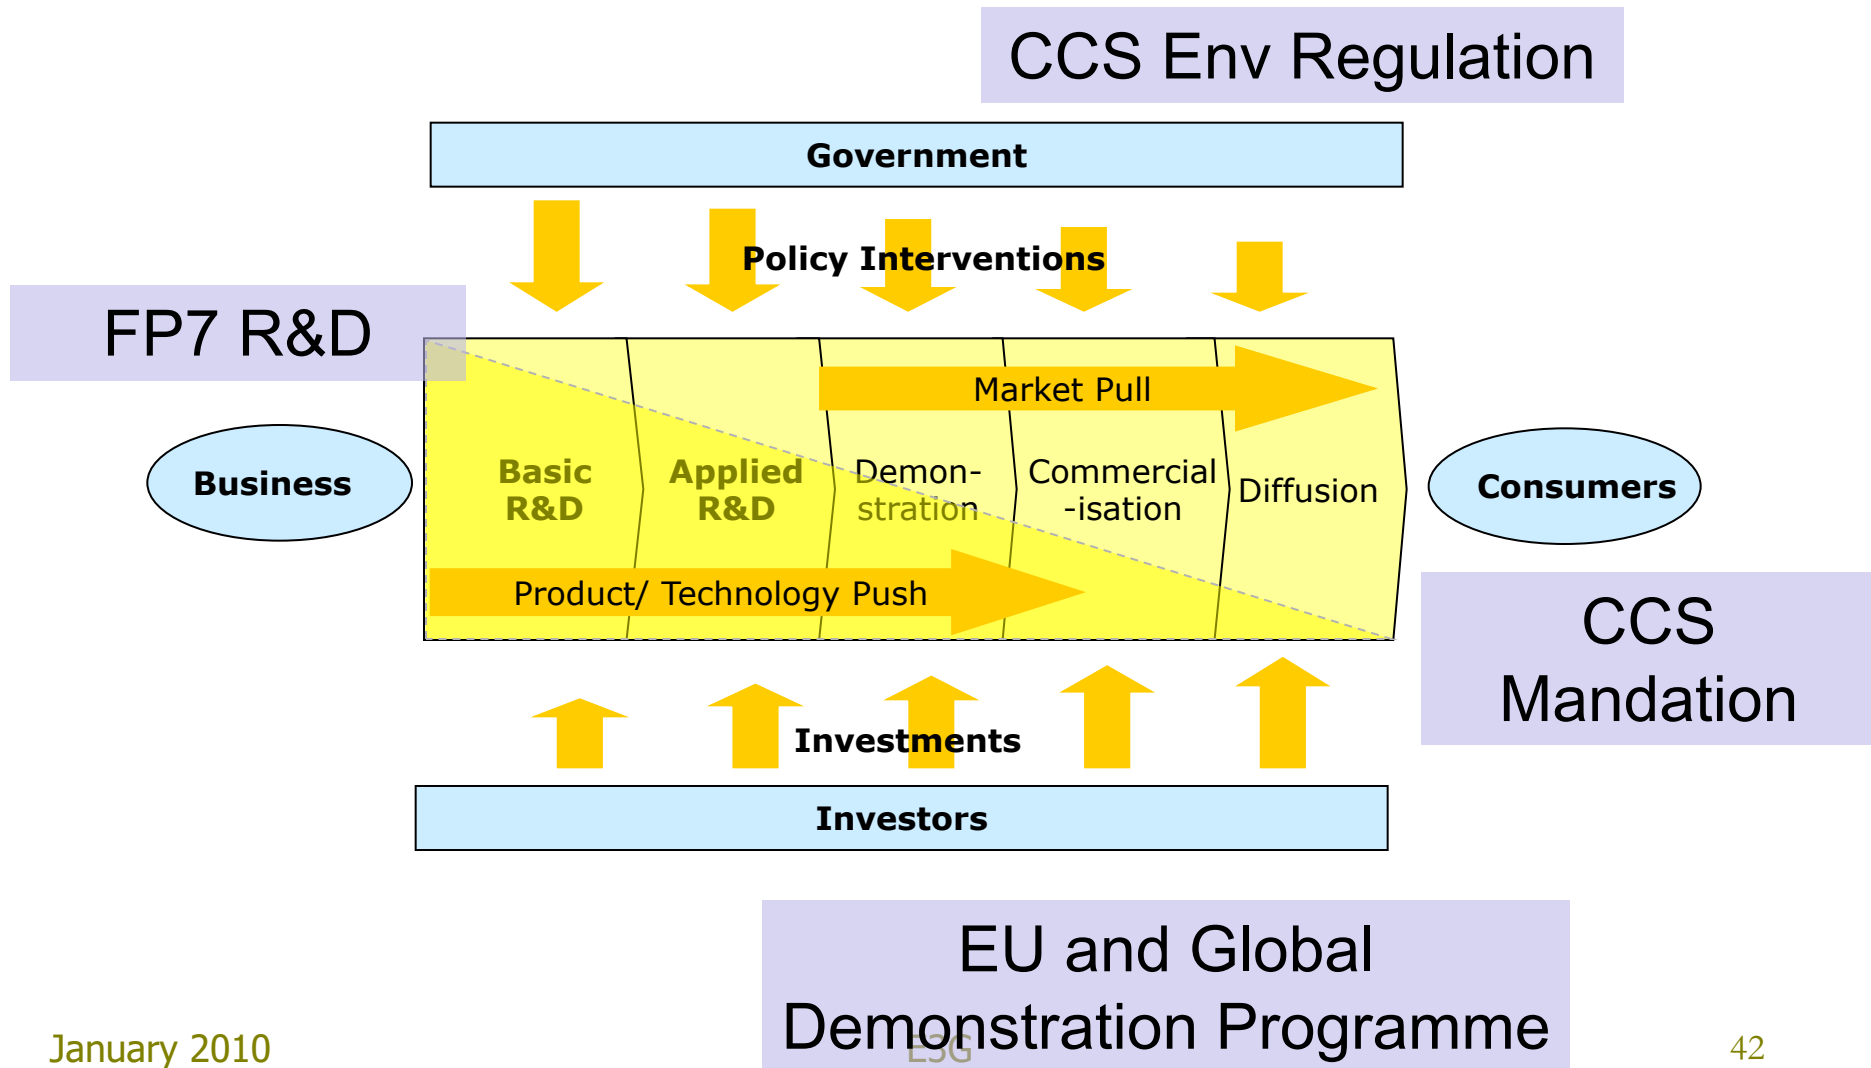 CCS Env Regulation
Government
Policy Interventions
FP7 R&D
Market Pull
Business
Basic
R&D
Applied
R&D
Demon-
stration
Commercial
-isation
Diffusion
Consumers
Product/ Technology Push
CCS
Mandation
Investments
Investors
EU and Global
Demonstration Programme
January 2010
E3G
42